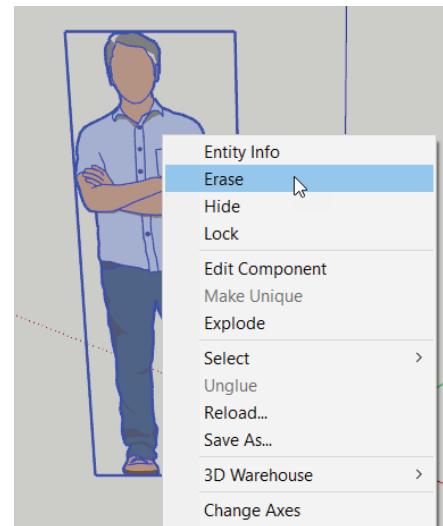 Entity Info
Erase
Hide
Lock
Edit Component
Make Unique
Explode
Select
Unglue
Reload...
Save As...
3D Warehouse
Change Axes